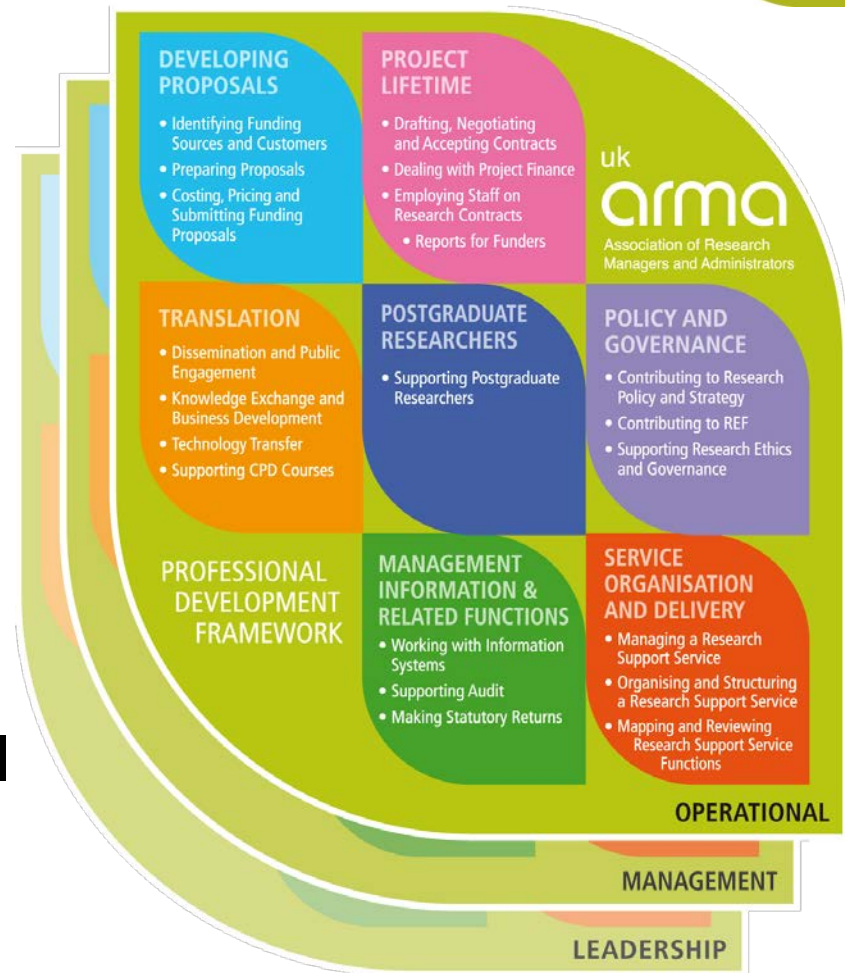 DEVELOPING
PROPOSALS
• Identifying Funding
Sources and Customers
• Preparing Proposals
• Costing, Pricing and
Submitting Funding
Proposals
PROJECT
LIFETIME
• Drafting, Negotiating
and Accepting Contracts
• Dealing with Project Finance
• Employing Staff on
Research Contracts
• Reports for Funders
uk
arma
Association of Research
Managers and Administrators
TRANSLATION
• Dissemination and Public
Engagement
• Knowledge Exchange and
Business Development
• Technology Transfer
• Supporting CPD Courses
POSTGRADUATE
RESEARCHERS
• Supporting Postgraduate
Researchers
POLICY AND
GOVERNANCE
• Contributing to Research
Policy and Strategy
• Contributing to REF
• Supporting Research Ethics
and Governance
PROFESSIONAL
DEVELOPMENT
FRAMEWORK
MANAGEMENT
INFORMATION &
RELATED FUNCTIONS
• Working with Information
Systems
• Supporting Audit
• Making Statutory Returns
SERVICE
ORGANISATION
AND DELIVERY
• Managing a Research
Support Service
• Organising and Structuring
a Research Support Service
• Mapping and Reviewing
Research Support Service
Functions
OPERATIONAL
MANAGEMENT
LEADERSHIP